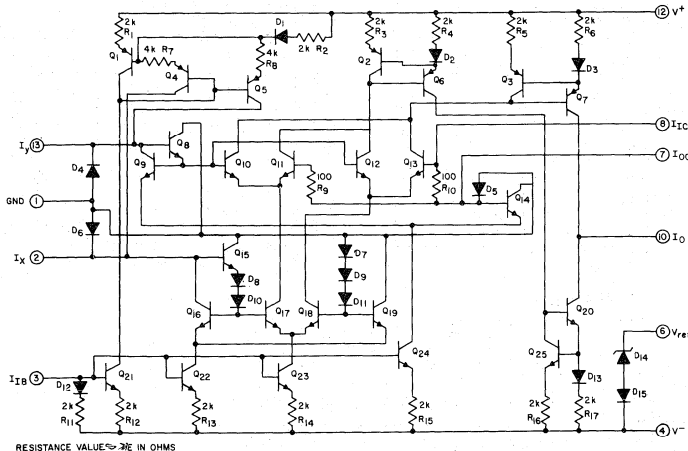 2k R1
4k R7
Q1
Q4
Q5
4k R8
D1
2k R2
2k R3
2k R4
D2
Q2
Q6
2k R5
2k R6
D3
Q3
Q7
12 V+
8
7
Iy 13
Q8
Q9
Q10
Q11
Q12
Q13
100 R9
100 R10
D5
Q14
D4
GND 1
D6
IX 2
10 IO
Q15
D7
D8
D9
D10
D11
Q16
Q17
Q18
Q19
Q20
Q24
Q25
6
D14
D15
IIB 3
D12
Q21
Q22
Q23
D13
2k R11
2k R12
2k R13
2k R14
2k R15
2k R16
2k R17
4 V-
RESISTANCE IN OHMS